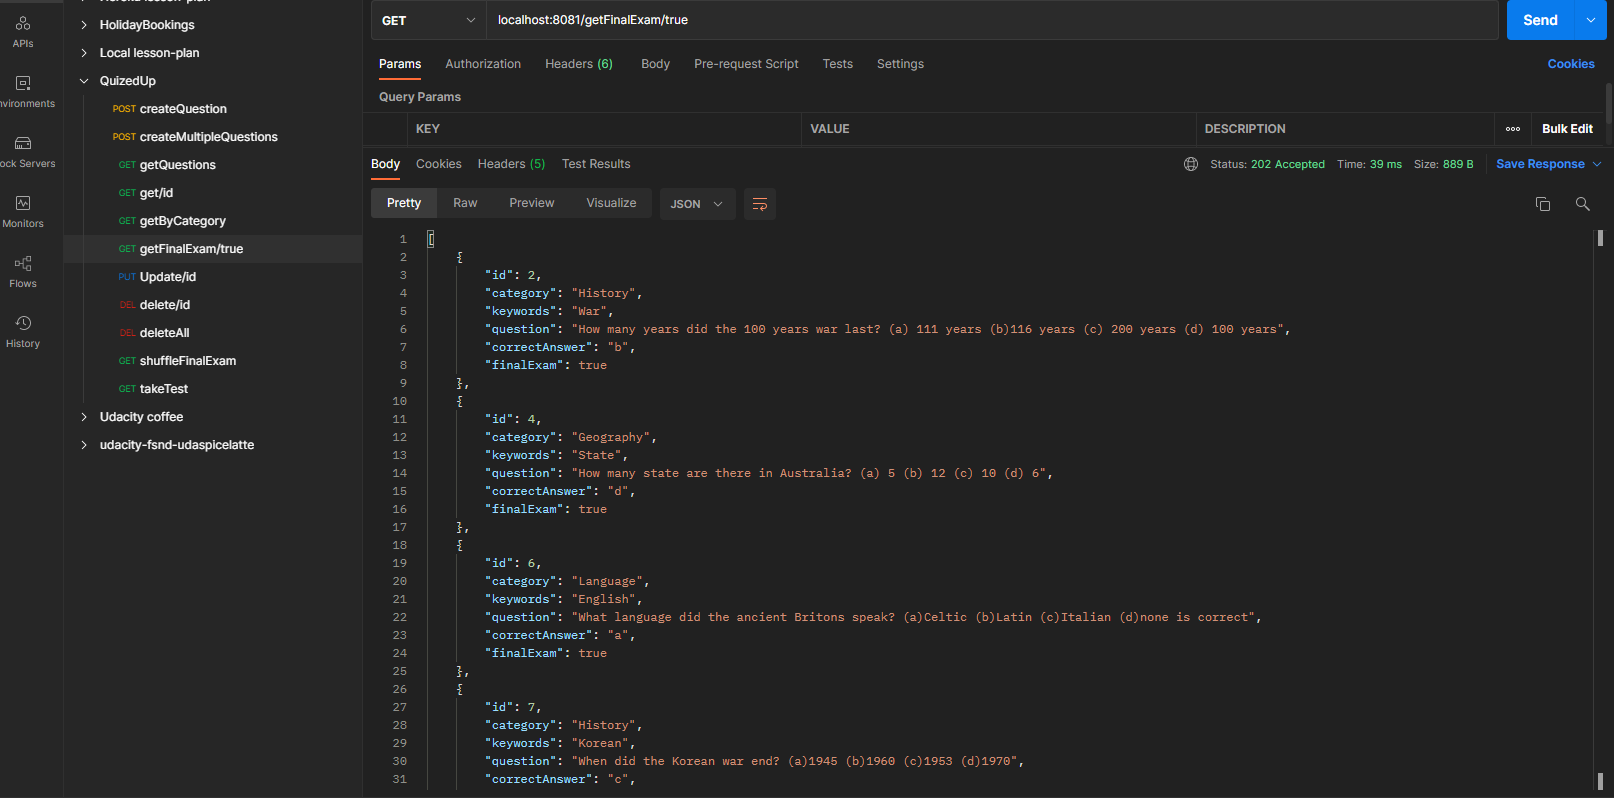 APIs
nvironments
ock Servers
Monitors
Flows
History
HolidayBookings
Local lesson-plan
QuizedUp
POST createQuestion
POST createMultipleQuestions
GET getQuestions
GET get/id
GET getByCategory
GET getFinalExam/true
PUT Update/id
DEL delete/id
DEL deleteAll
GET shuffleFinalExam
GET takeTest
Udacity coffee
udacity-fsnd-udaspicelatte
GET localhost:8081/getFinalExam/true Send
Params Authorization Headers (6) Body Pre-request Script Tests Settings Cookies
Query Params
KEY VALUE DESCRIPTION ooo Bulk Edit
Body Cookies Headers (5) Test Results Status: 202 Accepted Time: 39 ms Size: 889 B Save Response
Pretty Raw Preview Visualize JSON
1 [
2 {
3 "id": 2,
4 "category": "History",
5 "keywords": "War",
6 "question": "How many years did the 100 years war last? (a) 111 years (b)116 years (c) 200 years (d) 100 years",
7 "correctAnswer": "b",
8 "finalExam": true
9 },
10 {
11 "id": 4,
12 "category": "Geography",
13 "keywords": "State",
14 "question": "How many state are there in Australia? (a) 5 (b) 12 (c) 10 (d) 6",
15 "correctAnswer": "d",
16 "finalExam": true
17 },
18 {
19 "id": 6,
20 "category": "Language",
21 "keywords": "English",
22 "question": "What language did the ancient Britons speak? (a)Celtic (b)Latin (c)Italian (d)none is correct",
23 "correctAnswer": "a",
24 "finalExam": true
25 },
26 {
27 "id": 7,
28 "category": "History",
29 "keywords": "Korean",
30 "question": "When did the Korean war end? (a)1945 (b)1960 (c)1953 (d)1970",
31 "correctAnswer": "c",